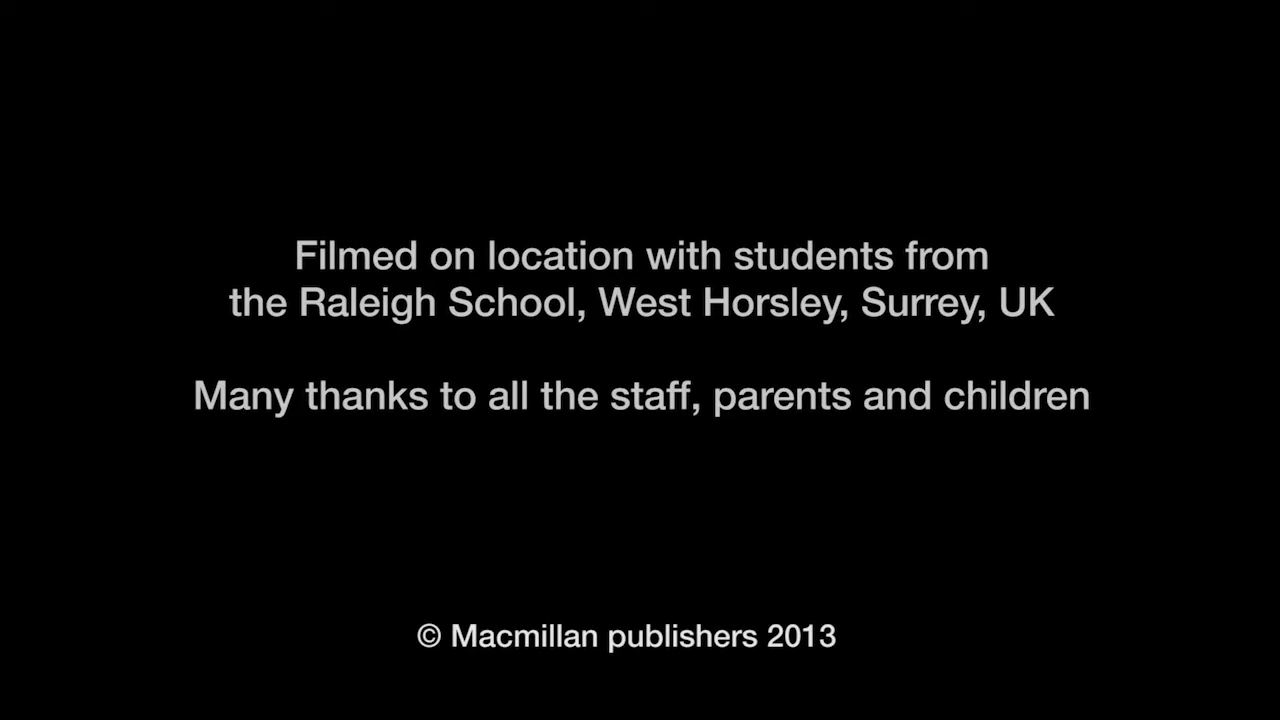 Filmed on location with students from
the Raleigh School, West Horsley, Surrey, UK
Many thanks to all the staff, parents and children
© Macmillan publishers 2013